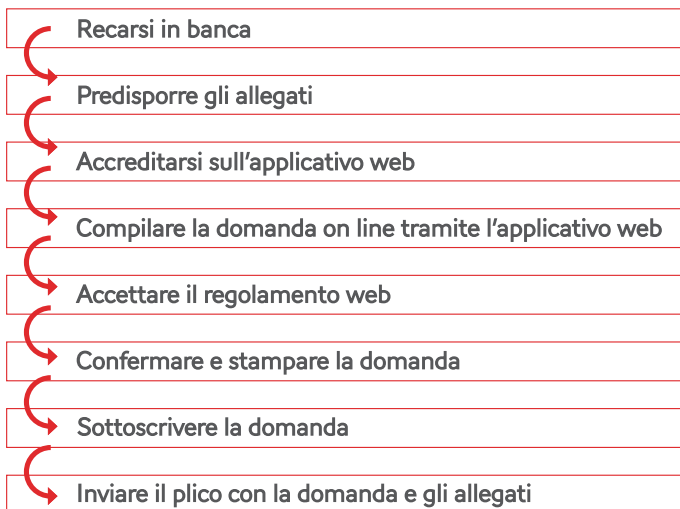 Recarsi in banca
Predisporre gli allegati
Accreditarsi sull'applicativo web
Compilare la domanda on line tramite l'applicativo web
Accettare il regolamento web
Confermare e stampare la domanda
Sottoscrivere la domanda
Inviare il plico con la domanda e gli allegati